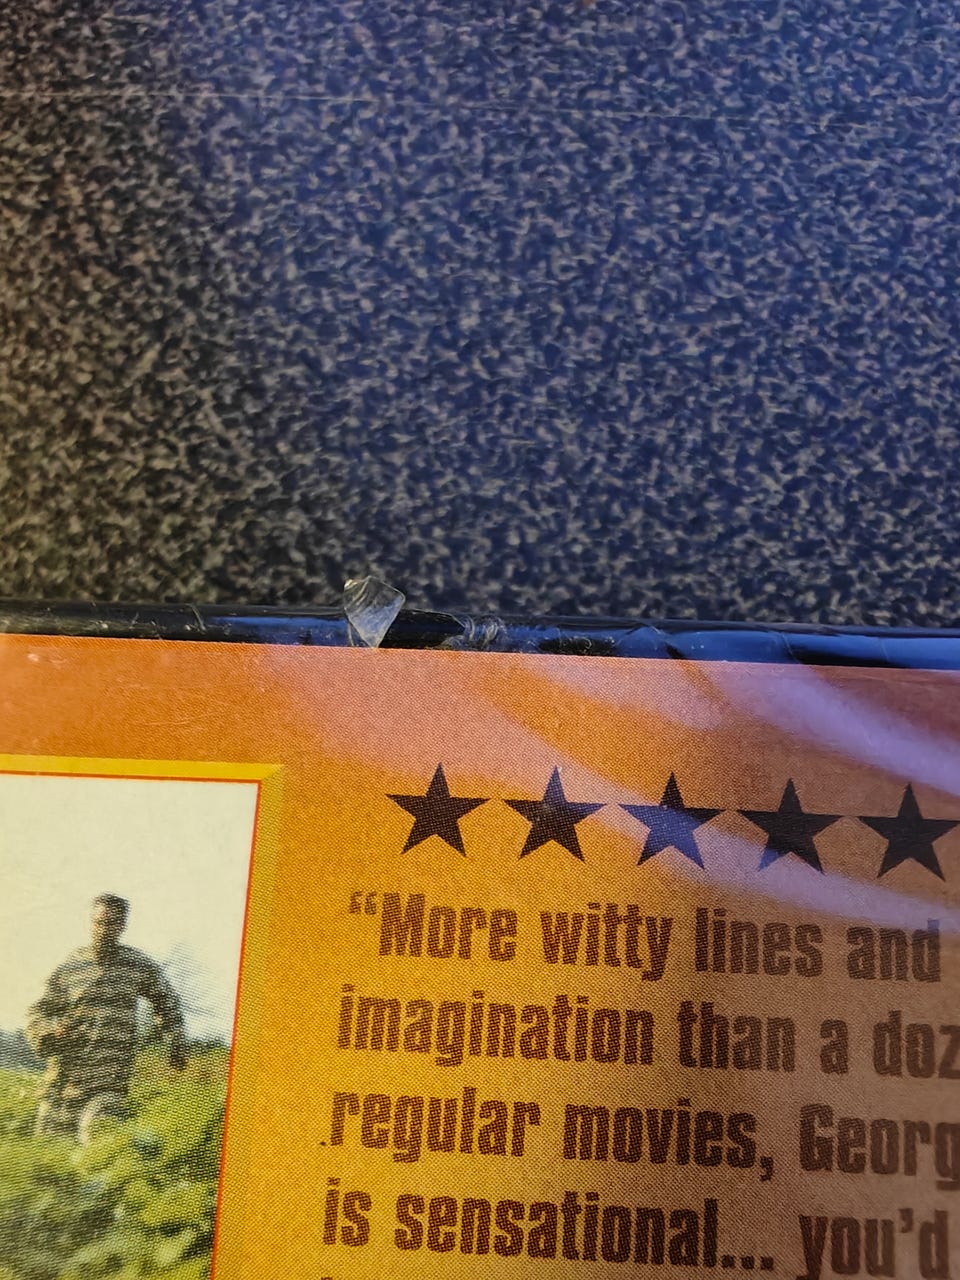 “More witty lines and
imagination than a doz
regular movies, Georg
is sensational... you’d